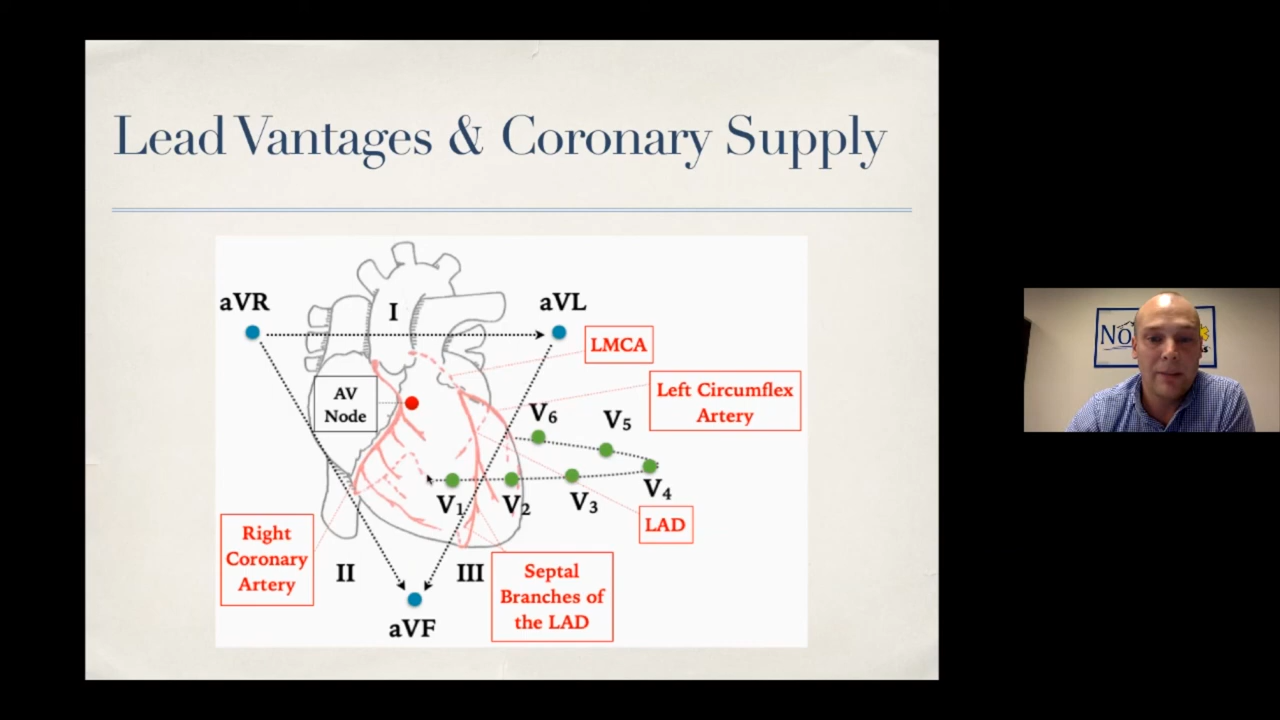 Lead Vantages & Coronary Supply
aVR
I
aVL
LMCA
AV
Node
Left Circumflex
Artery
V6
V5
V4
V1
V2
V3
LAD
Right
Coronary
Artery
II
III
Septal
Branches of
the LAD
aVF